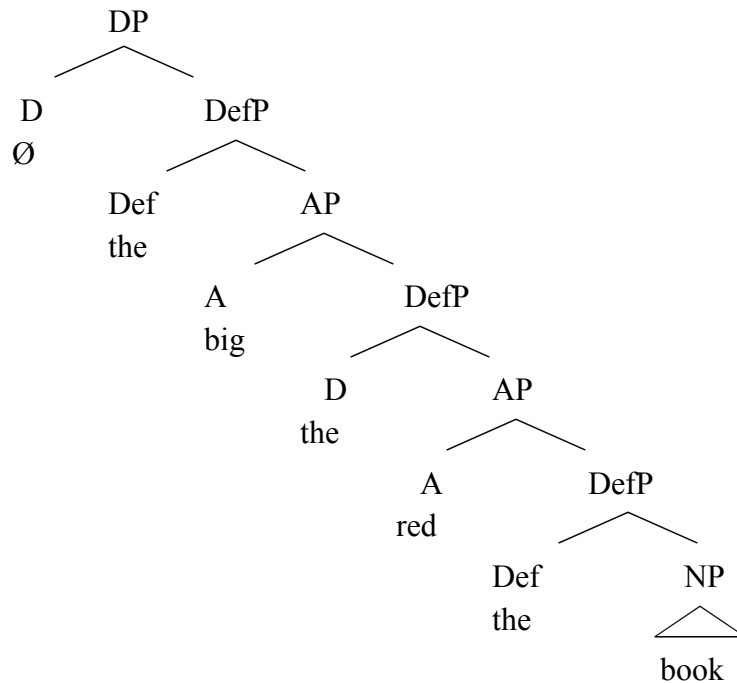 DP
D DefP
Ø
Def AP
the
A DefP
big
D AP
the
A DefP
red
Def NP
the
book